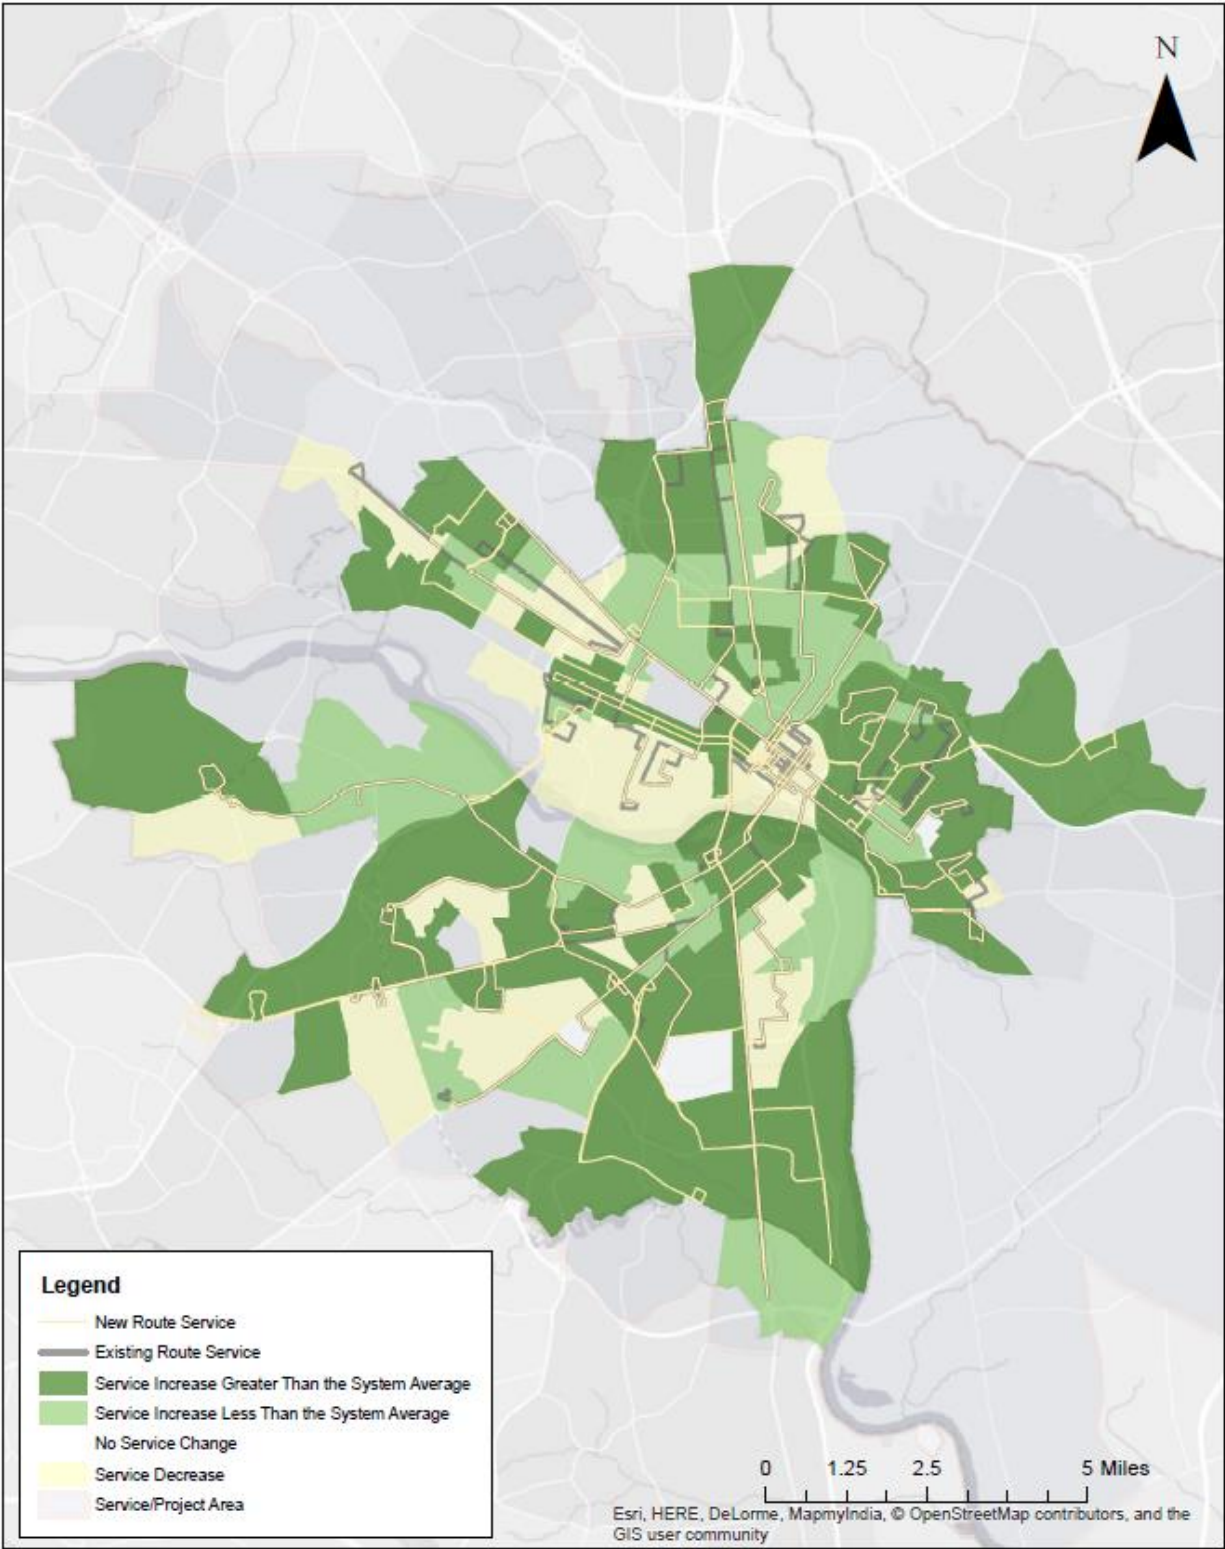 N
Legend
New Route Service
Existing Route Service
Service Increase Greater Than the System Average
Service Increase Less Than the System Average
No Service Change
Service Decrease
Service/Project Area
0 1.25 2.5 5 Miles
Esri, HERE, DeLorme, MapmyIndia, © OpenStreetMap contributors, and the
GIS user community